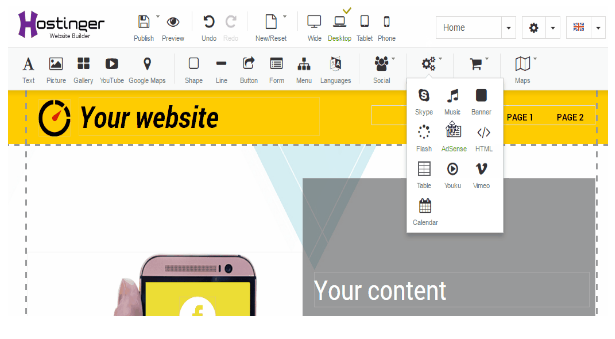 Hostinger
Website Builder
Publish Preview Undo Redo New/Reset Wide Desktop Tablet Phone
Home
Text Picture Gallery YouTube Google Maps Shape Line Button Form Menu Languages Social Maps
Skype Music Banner
Flash AdSense HTML
Table Youku Vimeo
Calendar
Your website
PAGE 1 PAGE 2
Your content